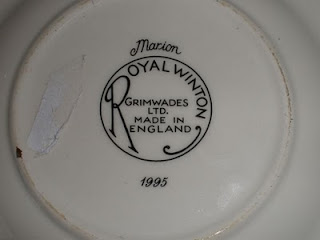 Marion
ROYAL WINTON
GRIMWADES
LTD.
MADE IN
ENGLAND
1995